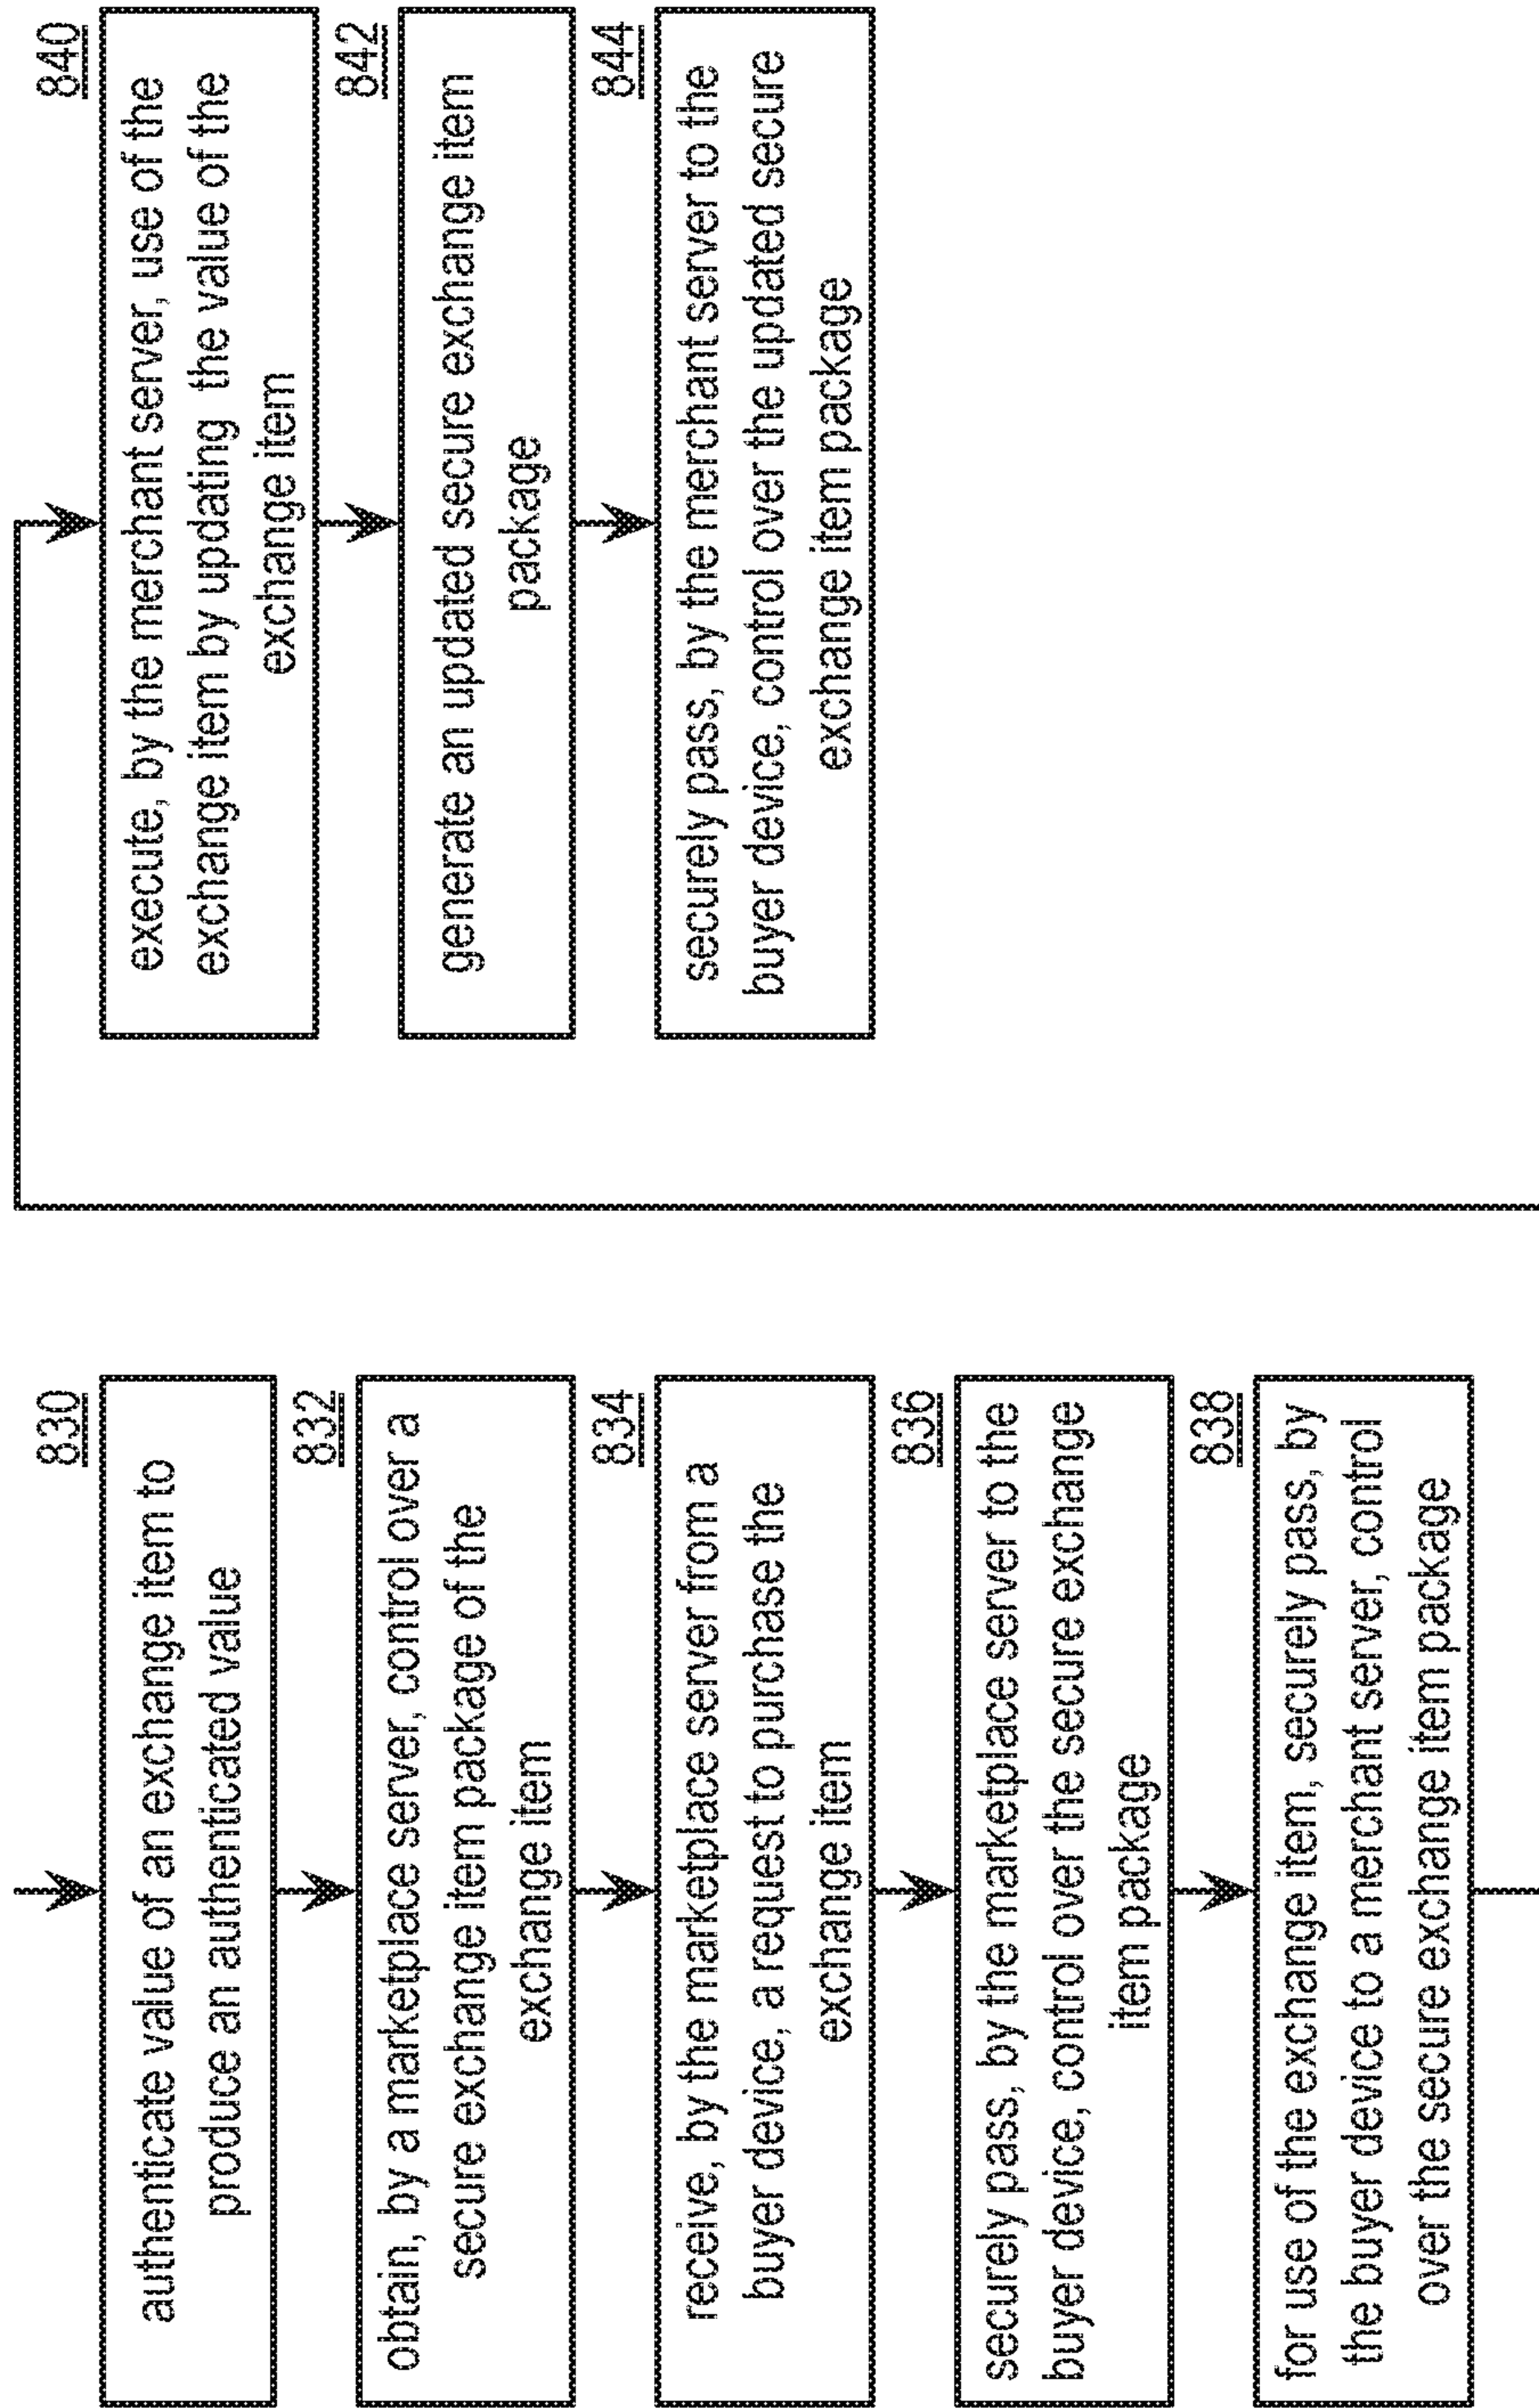 830
authenticate value of an exchange item to
produce an authenticated value
832
obtain, by a marketplace server, control over a
secure exchange item package of the
exchange item
834
receive, by the marketplace server from a
buyer device, a request to purchase the
exchange item
836
securely pass, by the marketplace server to the
buyer device, control over the secure exchange
item package
838
for use of the exchange item, securely pass, by
the buyer device to a merchant server, control
over the secure exchange item package
840
execute, by the merchant server, use of the
exchange item by updating the value of the
exchange item
842
generate an updated secure exchange item
package
844
securely pass, by the merchant server to the
buyer device, control over the updated secure
exchange item package